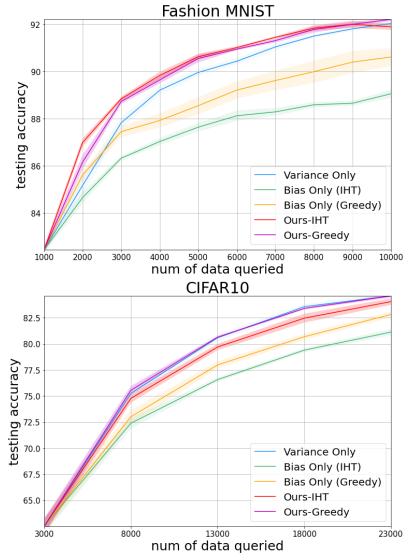 Fashion MNIST
testing accuracy
92
90
88
86
84
Variance Only
Bias Only (IHT)
Bias Only (Greedy)
Ours-IHT
Ours-Greedy
1000 2000 3000 4000 5000 6000 7000 8000 9000 10000
num of data queried
CIFAR10
testing accuracy
82.5
80.0
77.5
75.0
72.5
70.0
67.5
65.0
Variance Only
Bias Only (IHT)
Bias Only (Greedy)
Ours-IHT
Ours-Greedy
3000 8000 13000 18000 23000
num of data queried